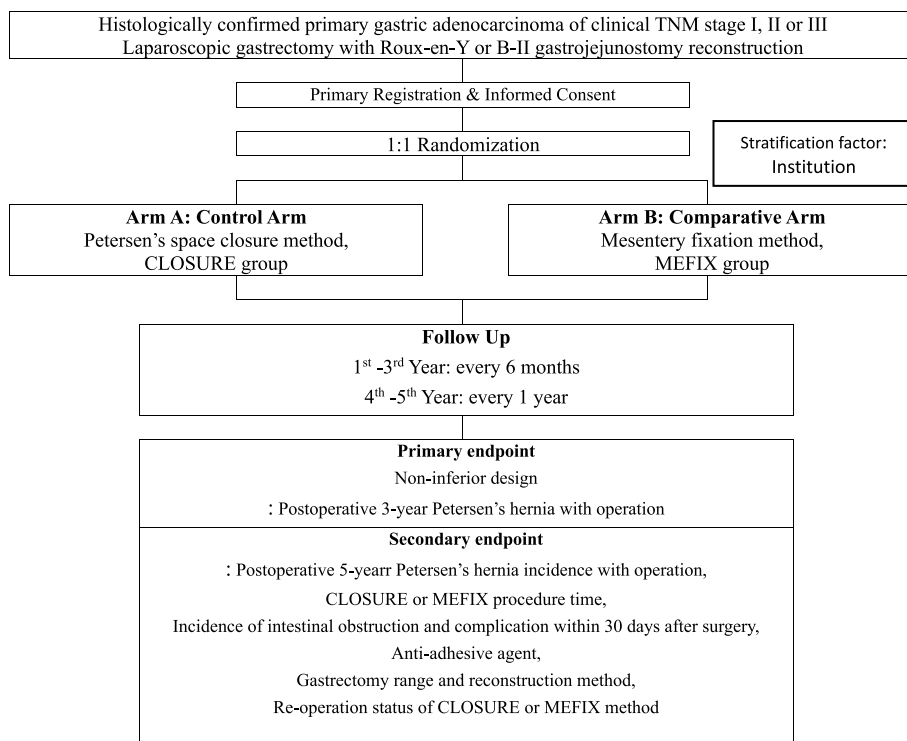 Histologically confirmed primary gastric adenocarcinoma of clinical TNM stage I, II or III
Laparoscopic gastrectomy with Roux-en-Y or B-II gastrojejunostomy reconstruction
Primary Registration & Informed Consent
1:1 Randomization
Stratification factor:
Institution
Arm A: Control Arm
Petersen's space closure method,
CLOSURE group
Arm B: Comparative Arm
Mesentery fixation method,
MEFIX group
Follow Up
1st -3rd Year: every 6 months
4th -5th Year: every 1 year
Primary endpoint
Non-inferior design
: Postoperative 3-year Petersen's hernia with operation
Secondary endpoint
: Postoperative 5-yearr Petersen's hernia incidence with operation,
CLOSURE or MEFIX procedure time,
Incidence of intestinal obstruction and complication within 30 days after surgery,
Anti-adhesive agent,
Gastrectomy range and reconstruction method,
Re-operation status of CLOSURE or MEFIX method